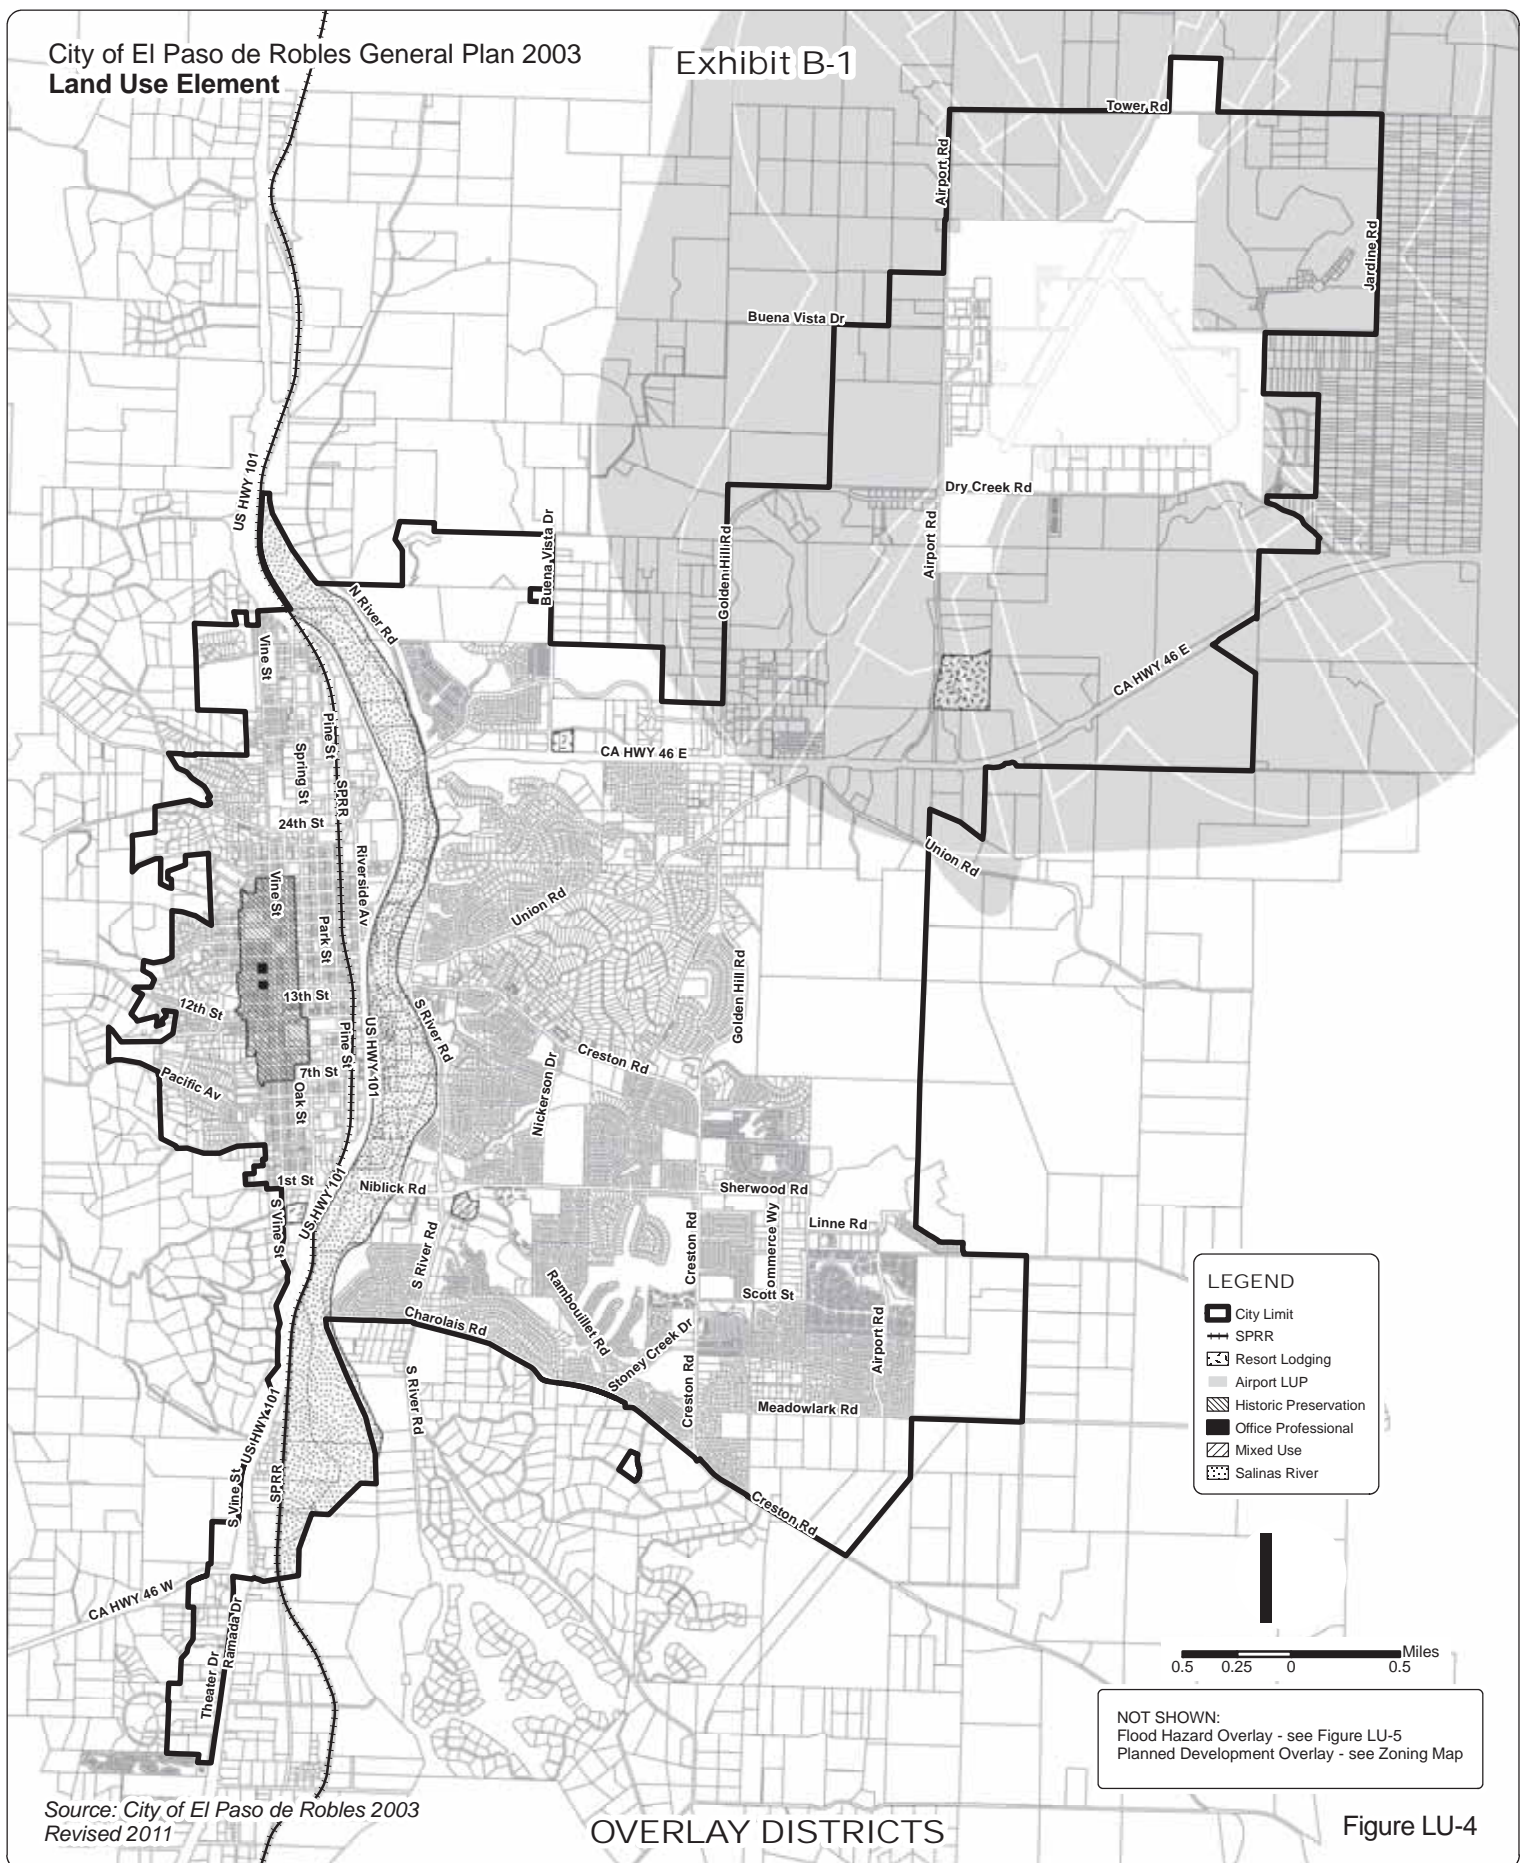 City of El Paso de Robles General Plan 2003
Land Use Element
Exhibit B-1
Tower Rd
Airport Rd
Jardine Rd
Buena Vista Dr
US HWY 101
Dry Creek Rd
Buena Vista Dr
Golden Hill Rd
Airport Rd
N River Rd
Vine St
CA HWY 46 E
Pine St
Spring St
SPRR
CA HWY 46 E
24th St
Riverside Av
Union Rd
Vine St
Park St
Union Rd
Golden Hill Rd
13th St
12th St
S River Rd
Pine St
US HWY 101
Creston Rd
Nickerson Dr
7th St
Pacific Av
Oak St
1st St
Niblick Rd
Sherwood Rd
US HWY 101
S Vine St
Linne Rd
ommerce Wy
Creston Rd
S River Rd
Scott St
Rambouillet Rd
Charolais Rd
Airport Rd
Stoney Creek Dr
S River Rd
Creston Rd
Meadowlark Rd
US HWY 101
S Vine St
SPRR
Creston Rd
CA HWY 46 W
Ramada Dr
Theater Dr
LEGEND
City Limit
SPRR
Resort Lodging
Airport LUP
Historic Preservation
Office Professional
Mixed Use
Salinas River
Miles
0.5 0.25 0 0.5
NOT SHOWN:
Flood Hazard Overlay - see Figure LU-5
Planned Development Overlay - see Zoning Map
Source: City of El Paso de Robles 2003
Revised 2011
OVERLAY DISTRICTS
Figure LU-4